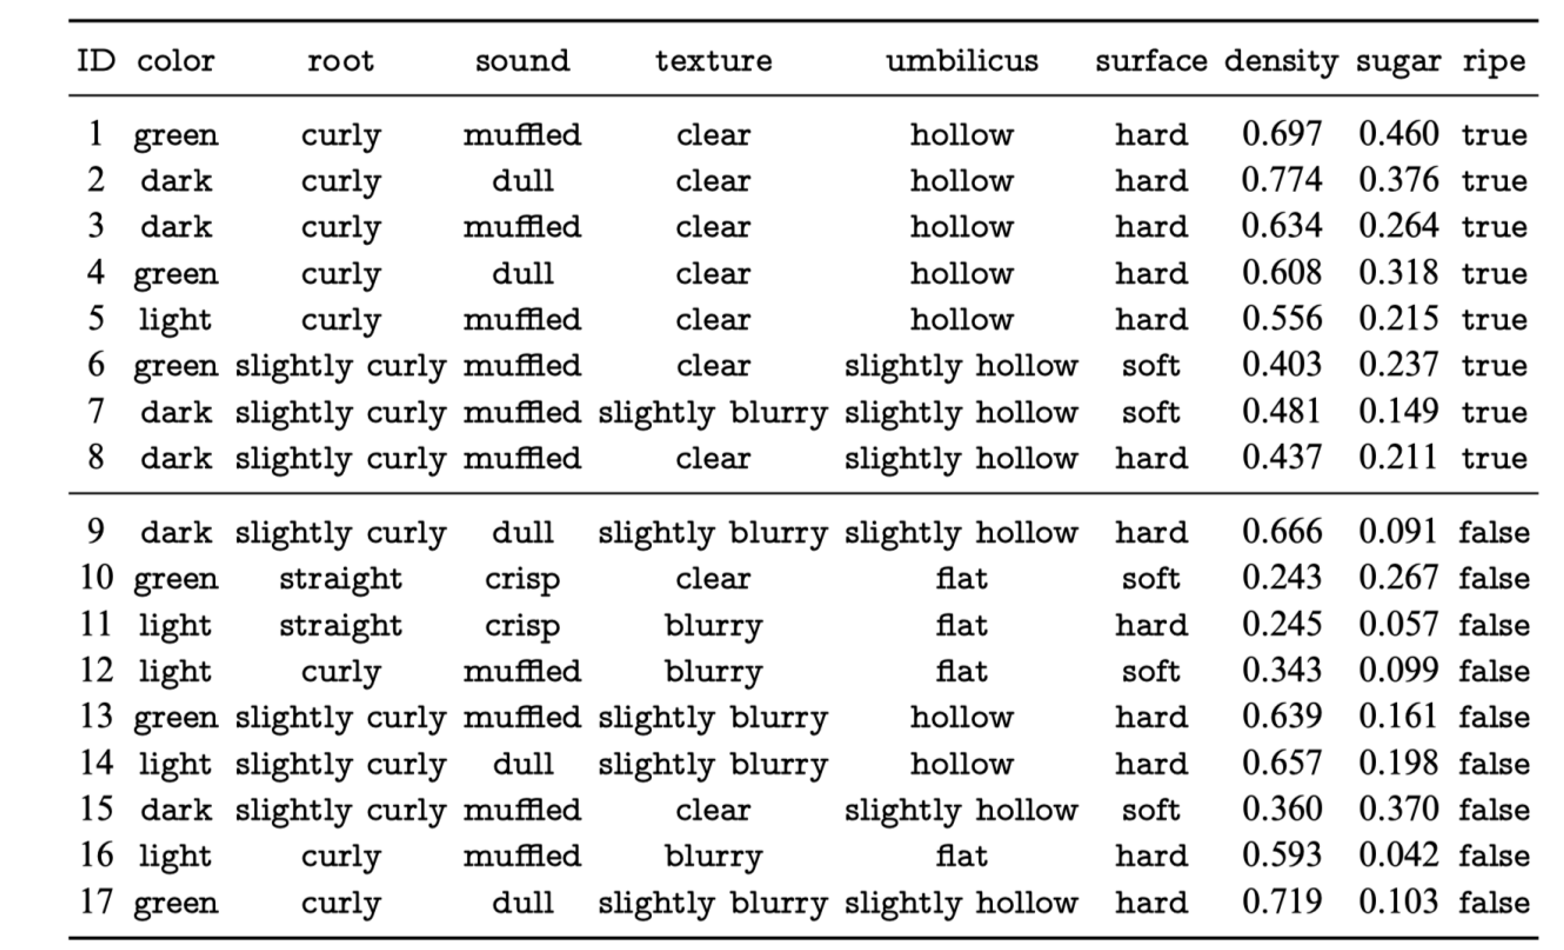 ID color root sound texture umbilicus surface density sugar ripe
1 green curly muffled clear hollow hard 0.697 0.460 true
2 dark curly dull clear hollow hard 0.774 0.376 true
3 dark curly muffled clear hollow hard 0.634 0.264 true
4 green curly dull clear hollow hard 0.608 0.318 true
5 light curly muffled clear hollow hard 0.556 0.215 true
6 green slightly curly muffled clear slightly hollow soft 0.403 0.237 true
7 dark slightly curly muffled slightly blurry slightly hollow soft 0.481 0.149 true
8 dark slightly curly muffled clear slightly hollow hard 0.437 0.211 true
9 dark slightly curly dull slightly blurry slightly hollow hard 0.666 0.091 false
10 green straight crisp clear flat soft 0.243 0.267 false
11 light straight crisp blurry flat hard 0.245 0.057 false
12 light curly muffled blurry flat soft 0.343 0.099 false
13 green slightly curly muffled slightly blurry hollow hard 0.639 0.161 false
14 light slightly curly dull slightly blurry hollow hard 0.657 0.198 false
15 dark slightly curly muffled clear slightly hollow soft 0.360 0.370 false
16 light curly muffled blurry flat hard 0.593 0.042 false
17 green curly dull slightly blurry slightly hollow hard 0.719 0.103 false